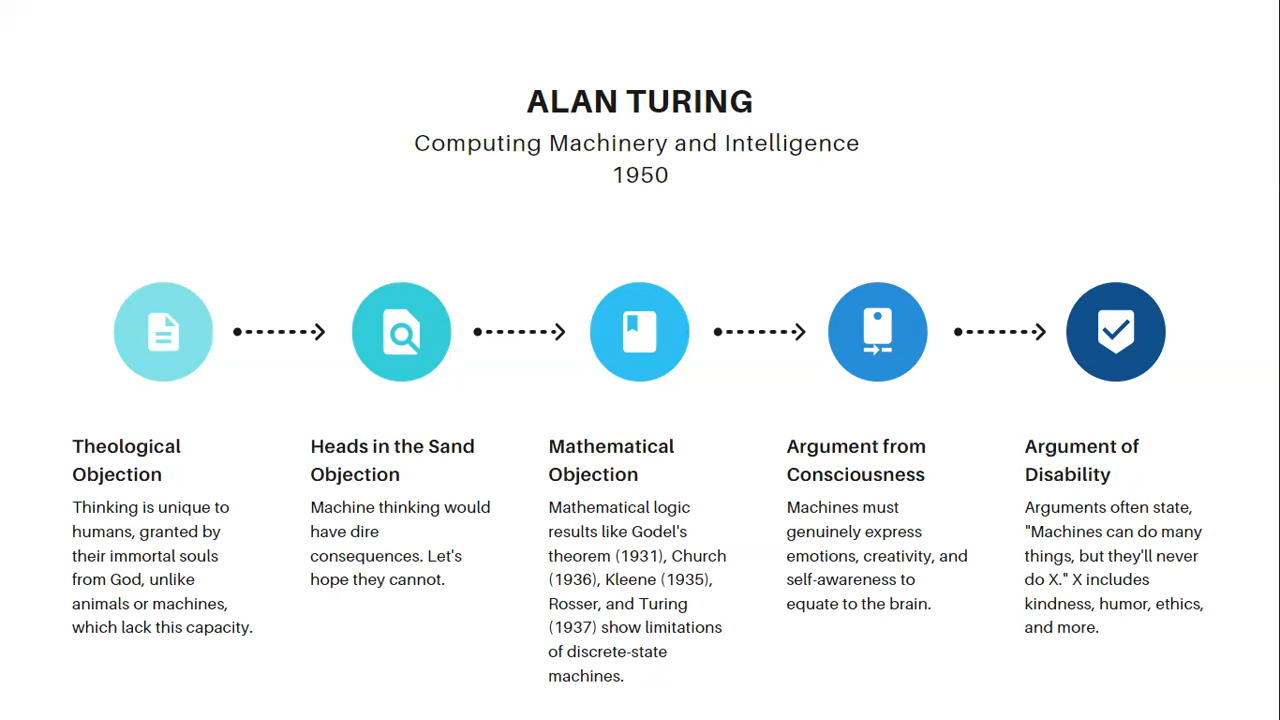 ALAN TURING
Computing Machinery and Intelligence
1950
Theological
Objection
Thinking is unique to
humans, granted by
their immortal souls
from God, unlike
animals or machines,
which lack this capacity.
Heads in the Sand
Objection
Machine thinking would
have dire
consequences. Let's
hope they cannot.
Mathematical
Objection
Mathematical logic
results like Godel's
theorem (1931), Church
(1936), Kleene (1935),
Rosser, and Turing
(1937) show limitations
of discrete-state
machines.
Argument from
Consciousness
Machines must
genuinely express
emotions, creativity, and
self-awareness to
equate to the brain.
Argument of
Disability
Arguments often state,
"Machines can do many
things, but they'll never
do X." X includes
kindness, humor, ethics,
and more.